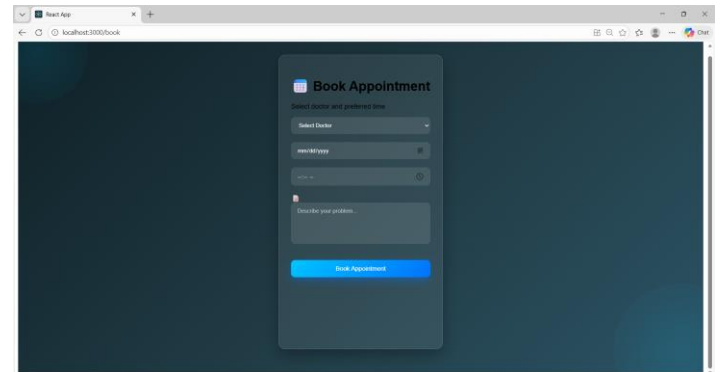 React App
localhost:3000/book
Chat
Book Appointment
Select doctor and preferred time
Select Doctor
mm/dd/yyyy
--:-- --
Describe your problem...
Book Appointment